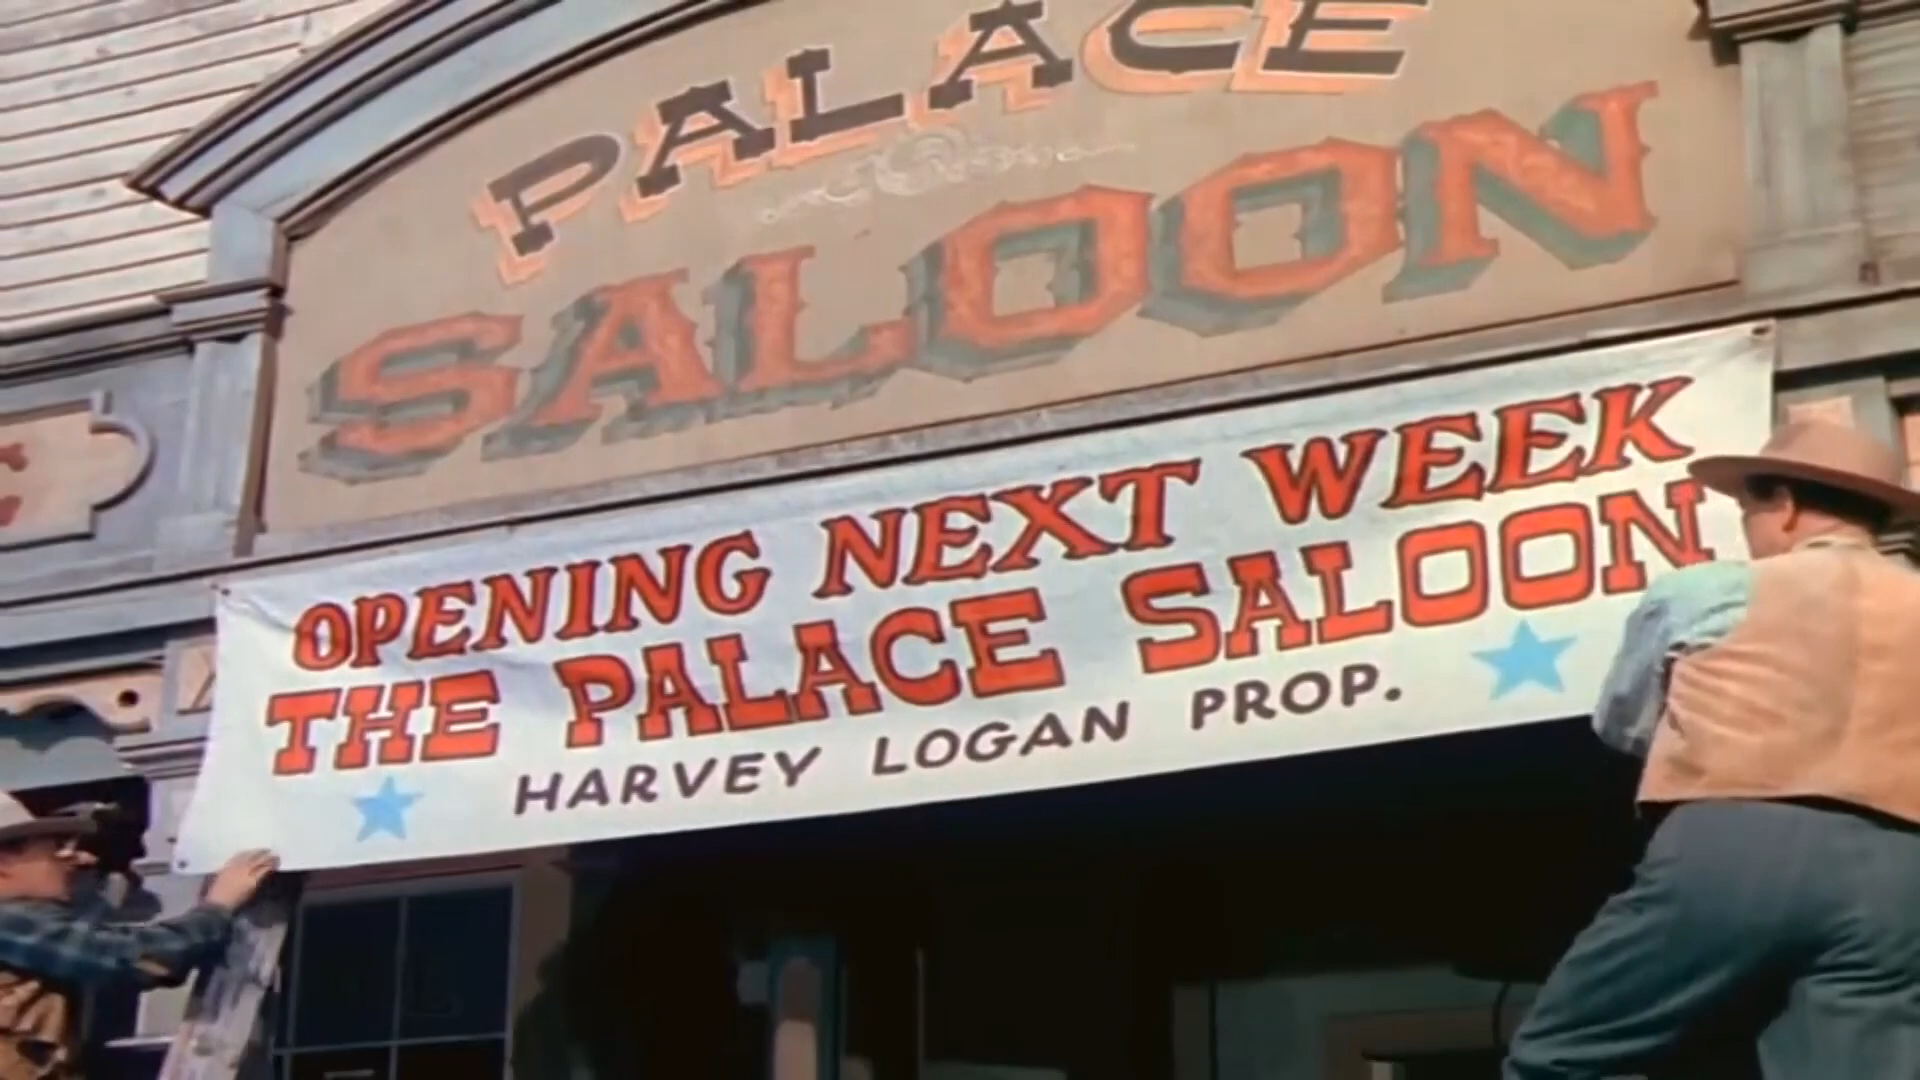 PALACE
SALOON
OPENING NEXT WEEK
THE PALACE SALOON
HARVEY LOGAN PROP.